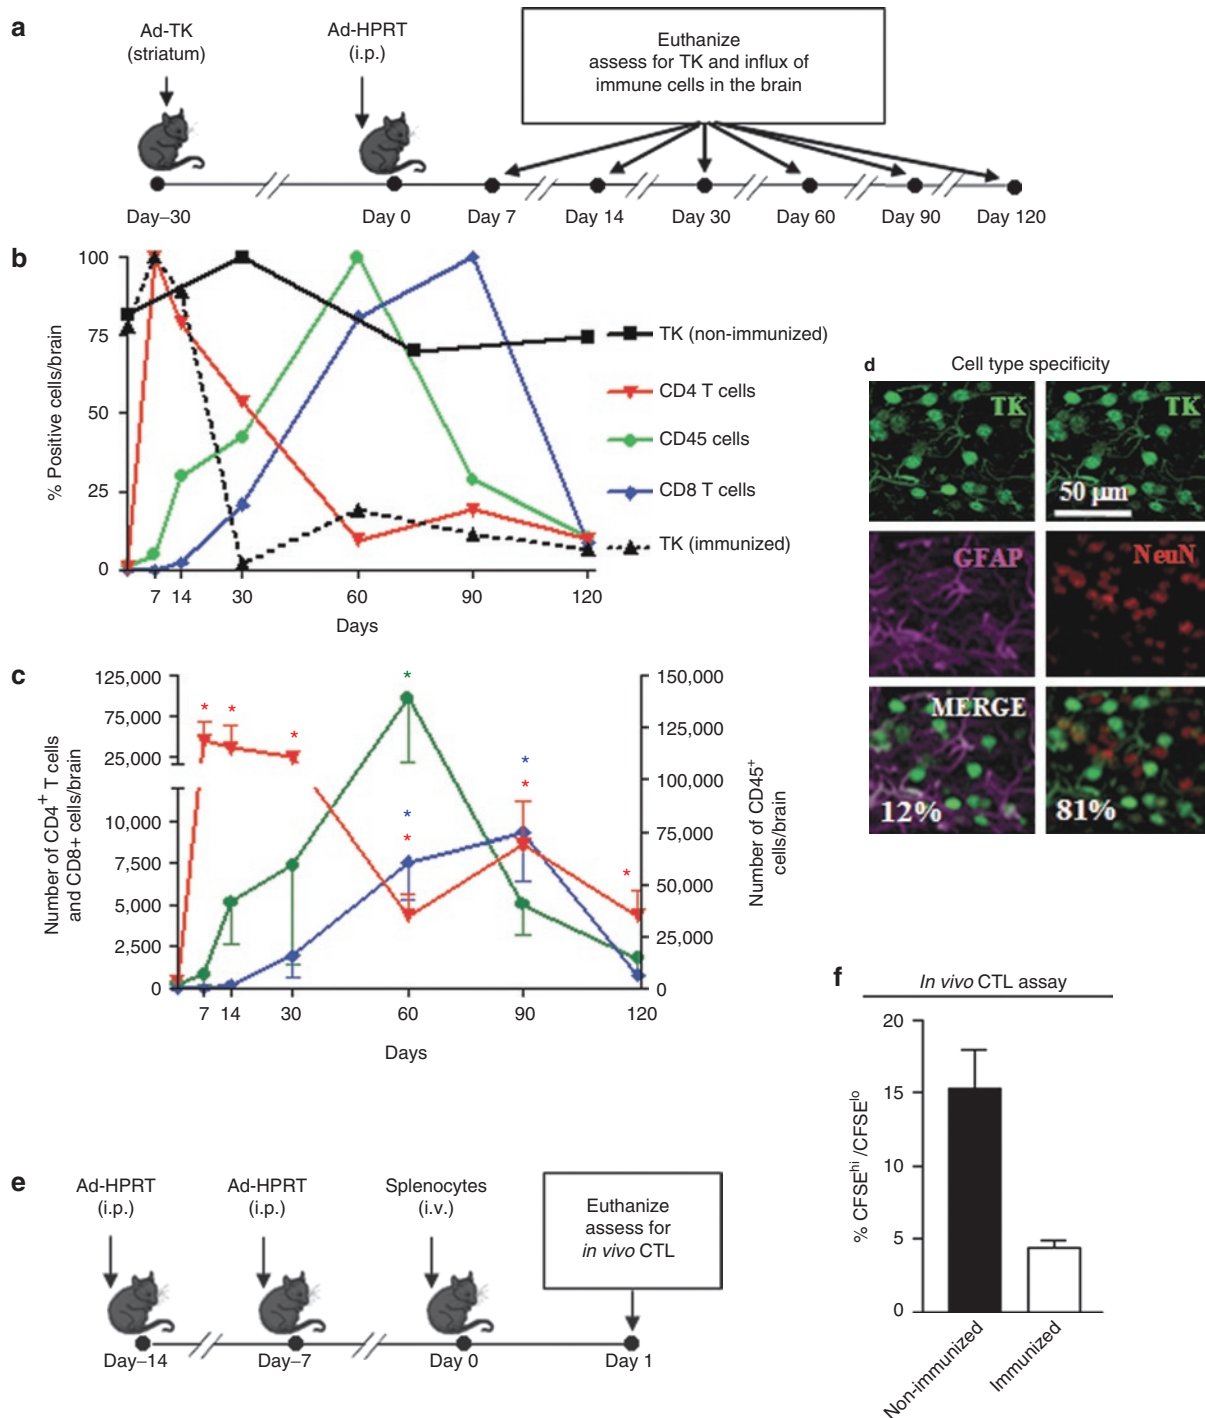 a
Ad-TK
(striatum)
Ad-HPRT
(i.p.)
Euthanize
assess for TK and influx of
immune cells in the brain
Day–30
Day 0
Day 7
Day 14
Day 30
Day 60
Day 90
Day 120
b
% Positive cells/brain
100
75
50
25
0
7
14
30
60
90
120
Days
TK (non-immunized)
CD4 T cells
CD45 cells
CD8 T cells
TK (immunized)
c
Number of CD4+ T cells
and CD8+ cells/brain
125,000
75,000
25,000
10,000
7,500
5,000
2,500
0
*
*
*
*
*
*
*
*
*
150,000
125,000
100,000
75,000
50,000
25,000
0
Number of CD45+
cells/brain
7
14
30
60
90
120
Days
d
Cell type specificity
TK
TK
50 µm
GFAP
NeuN
MERGE
12%
81%
e
Ad-HPRT
(i.p.)
Ad-HPRT
(i.p.)
Splenocytes
(i.v.)
Euthanize
assess for
in vivo CTL
Day–14
Day–7
Day 0
Day 1
f
In vivo CTL assay
% CFSEhi/CFSElo
20
15
10
5
0
Non-immunized
Immunized